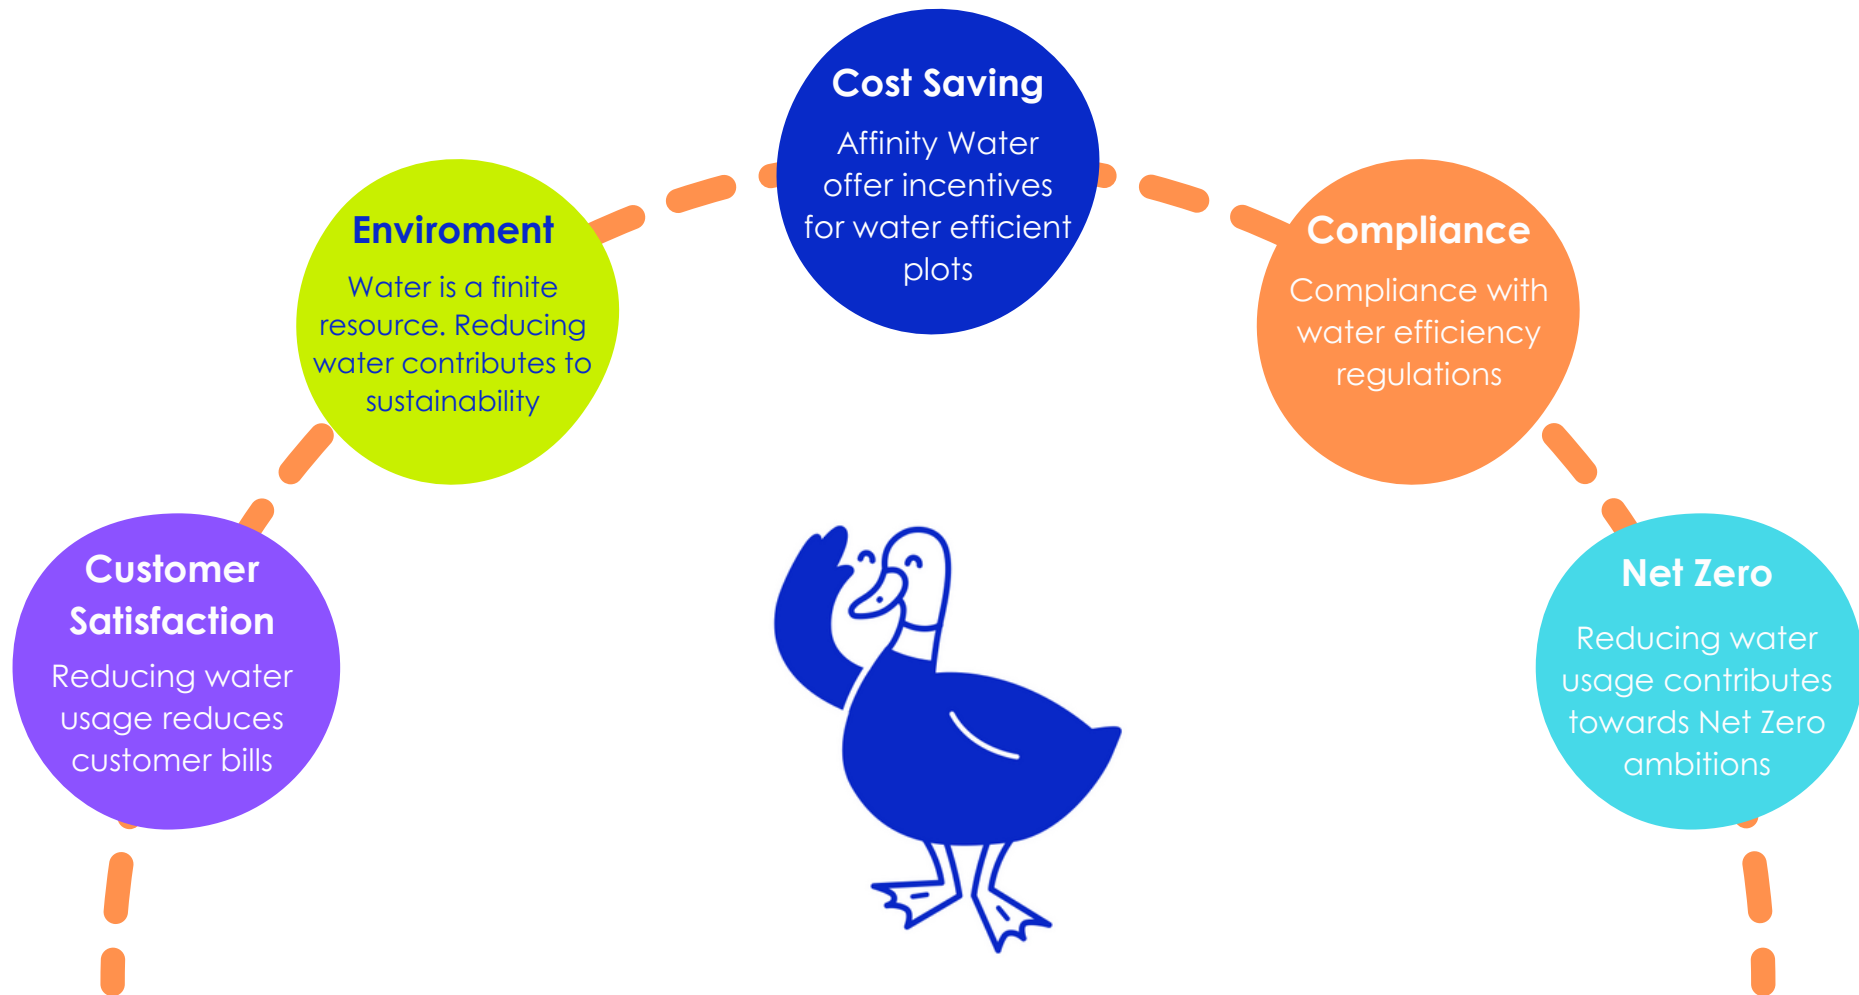 Cost Saving
Affinity Water
offer incentives
for water efficient
plots
Enviroment
Water is a finite
resource. Reducing
water contributes to
sustainability
Compliance
Compliance with
water efficiency
regulations
Customer
Satisfaction
Reducing water
usage reduces
customer bills
Net Zero
Reducing water
usage contributes
towards Net Zero
ambitions